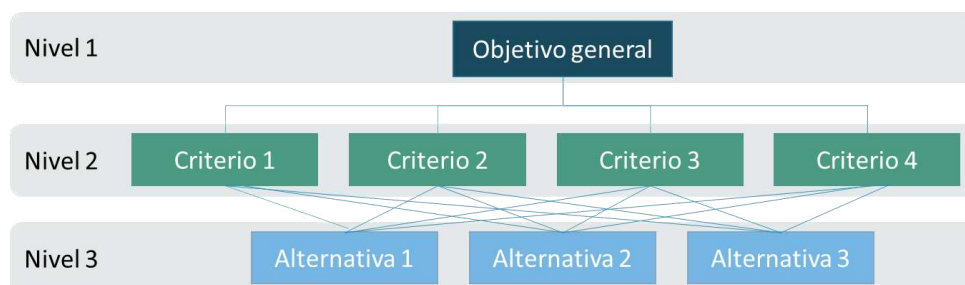 Nivel 1
Objetivo general
Nivel 2
Criterio 1
Criterio 2
Criterio 3
Criterio 4
Nivel 3
Alternativa 1
Alternativa 2
Alternativa 3